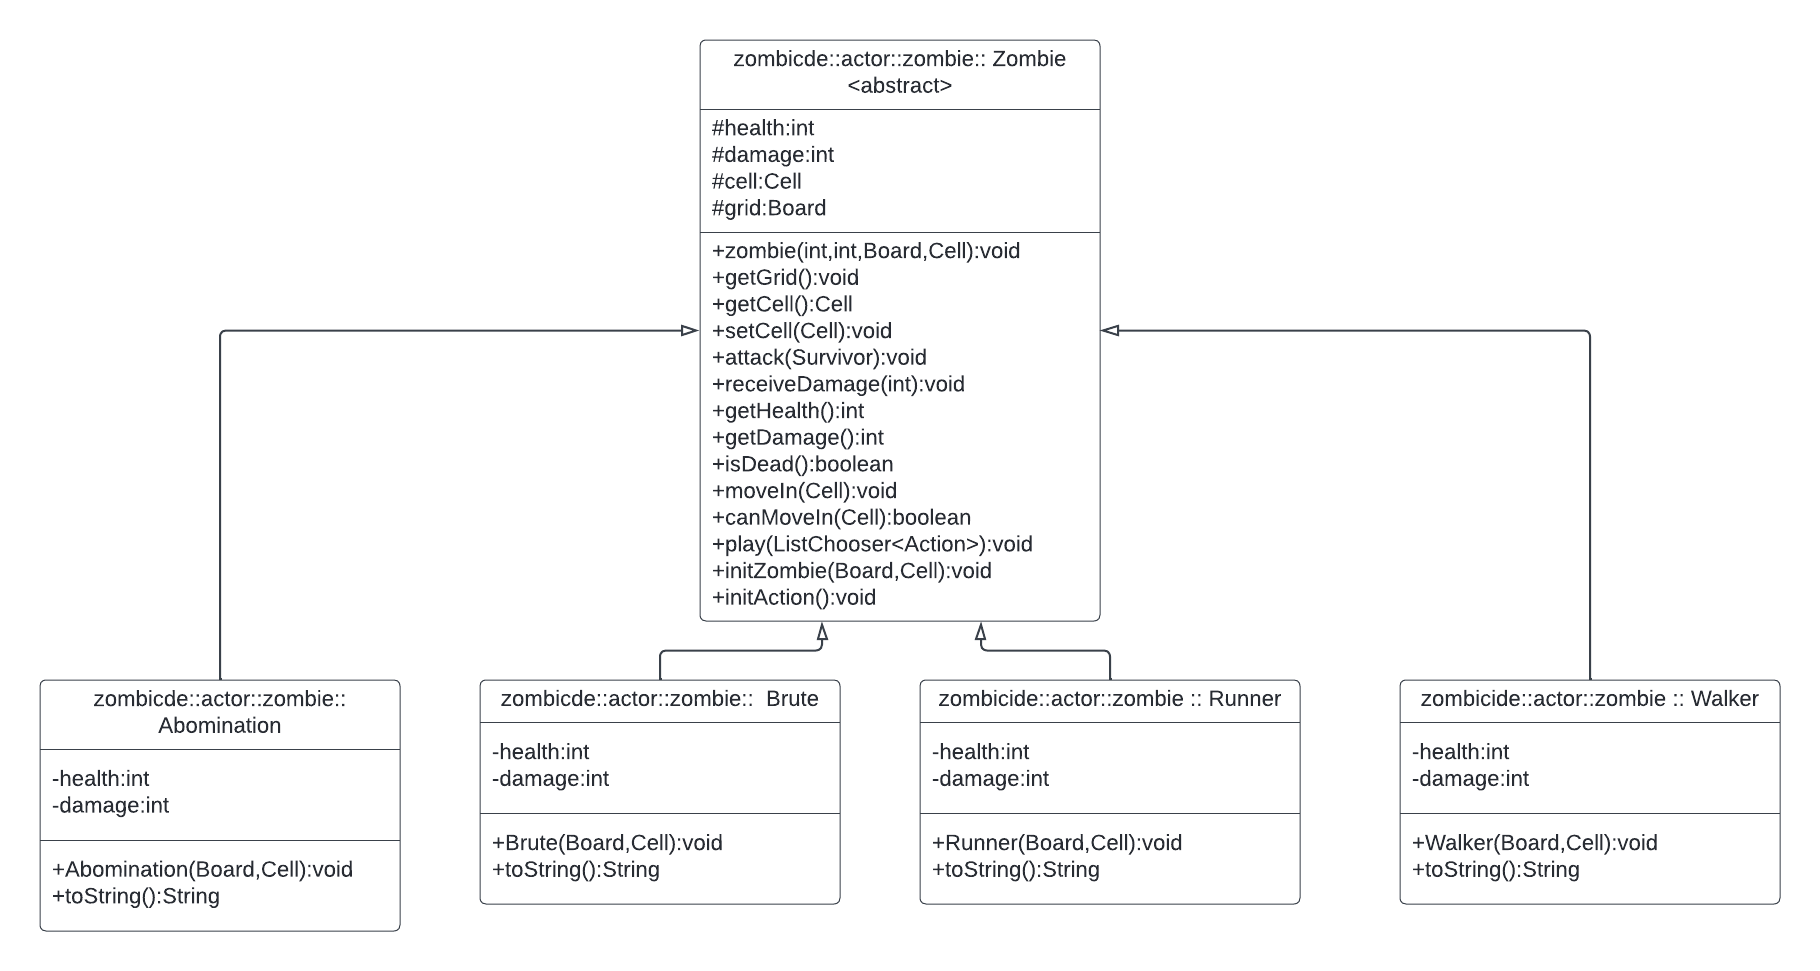 zombicde::actor::zombie:: Zombie
<abstract>
#health:int
#damage:int
#cell:Cell
#grid:Board
+zombie(int,int,Board,Cell):void
+getGrid():void
+getCell():Cell
+setCell(Cell):void
+attack(Survivor):void
+receiveDamage(int):void
+getHealth():int
+getDamage():int
+isDead():boolean
+moveIn(Cell):void
+canMoveIn(Cell):boolean
+play(ListChooser<Action>):void
+initZombie(Board,Cell):void
+initAction():void
zombicde::actor::zombie::
Abomination
-health:int
-damage:int
+Abomination(Board,Cell):void
+toString():String
zombicde::actor::zombie::  Brute
-health:int
-damage:int
+Brute(Board,Cell):void
+toString():String
zombicide::actor::zombie :: Runner
-health:int
-damage:int
+Runner(Board,Cell):void
+toString():String
zombicide::actor::zombie :: Walker
-health:int
-damage:int
+Walker(Board,Cell):void
+toString():String